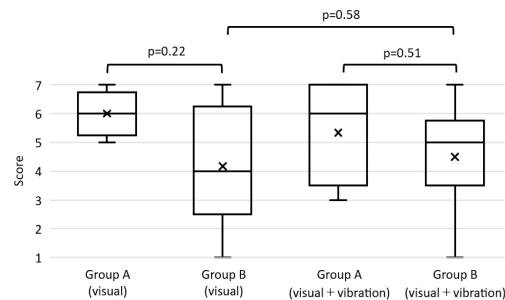 p=0.58
p=0.22
p=0.51
7
6
5
4
3
2
1
Score
Group A
(visual)
Group B
(visual)
Group A
(visual + vibration)
Group B
(visual + vibration)